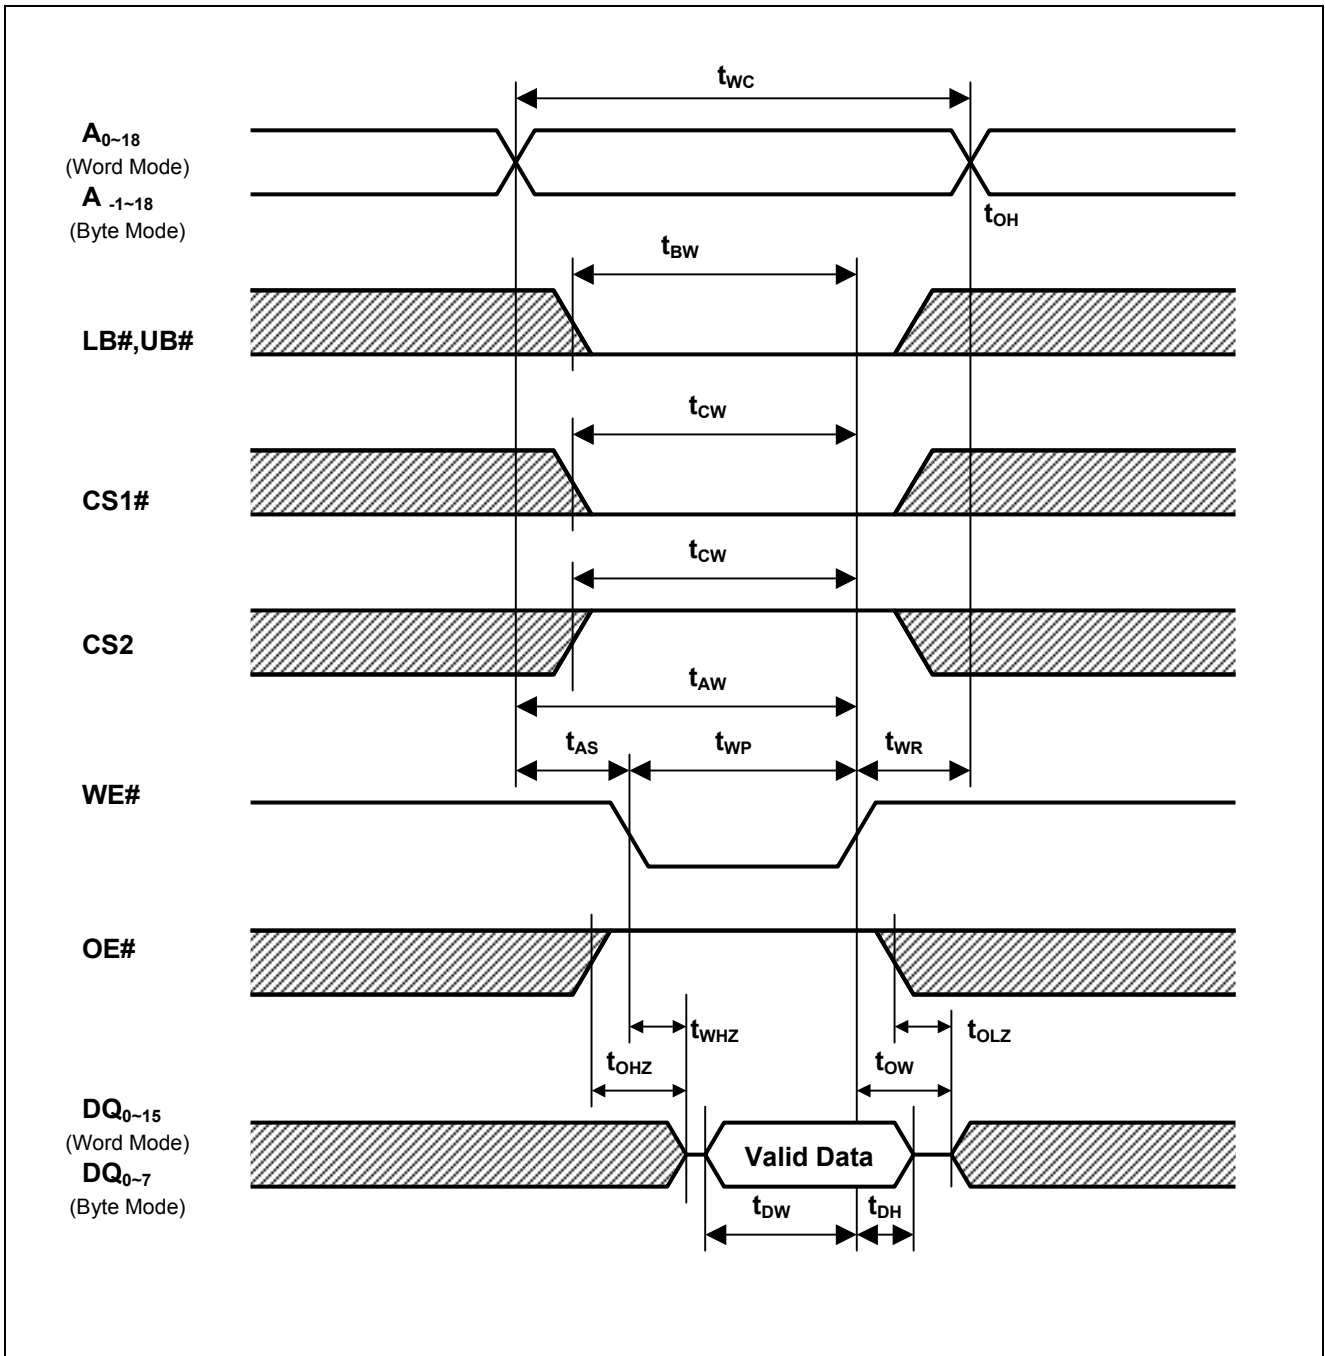 tWC
A0~18
(Word Mode)
A -1~18
(Byte Mode)
tOH
tBW
LB#,UB#
tCW
CS1#
tCW
CS2
tAW
tAS
tWP
tWR
WE#
OE#
tWHZ
tOLZ
tOHZ
tOW
DQ0~15
(Word Mode)
DQ0~7
(Byte Mode)
Valid Data
tDW
tDH